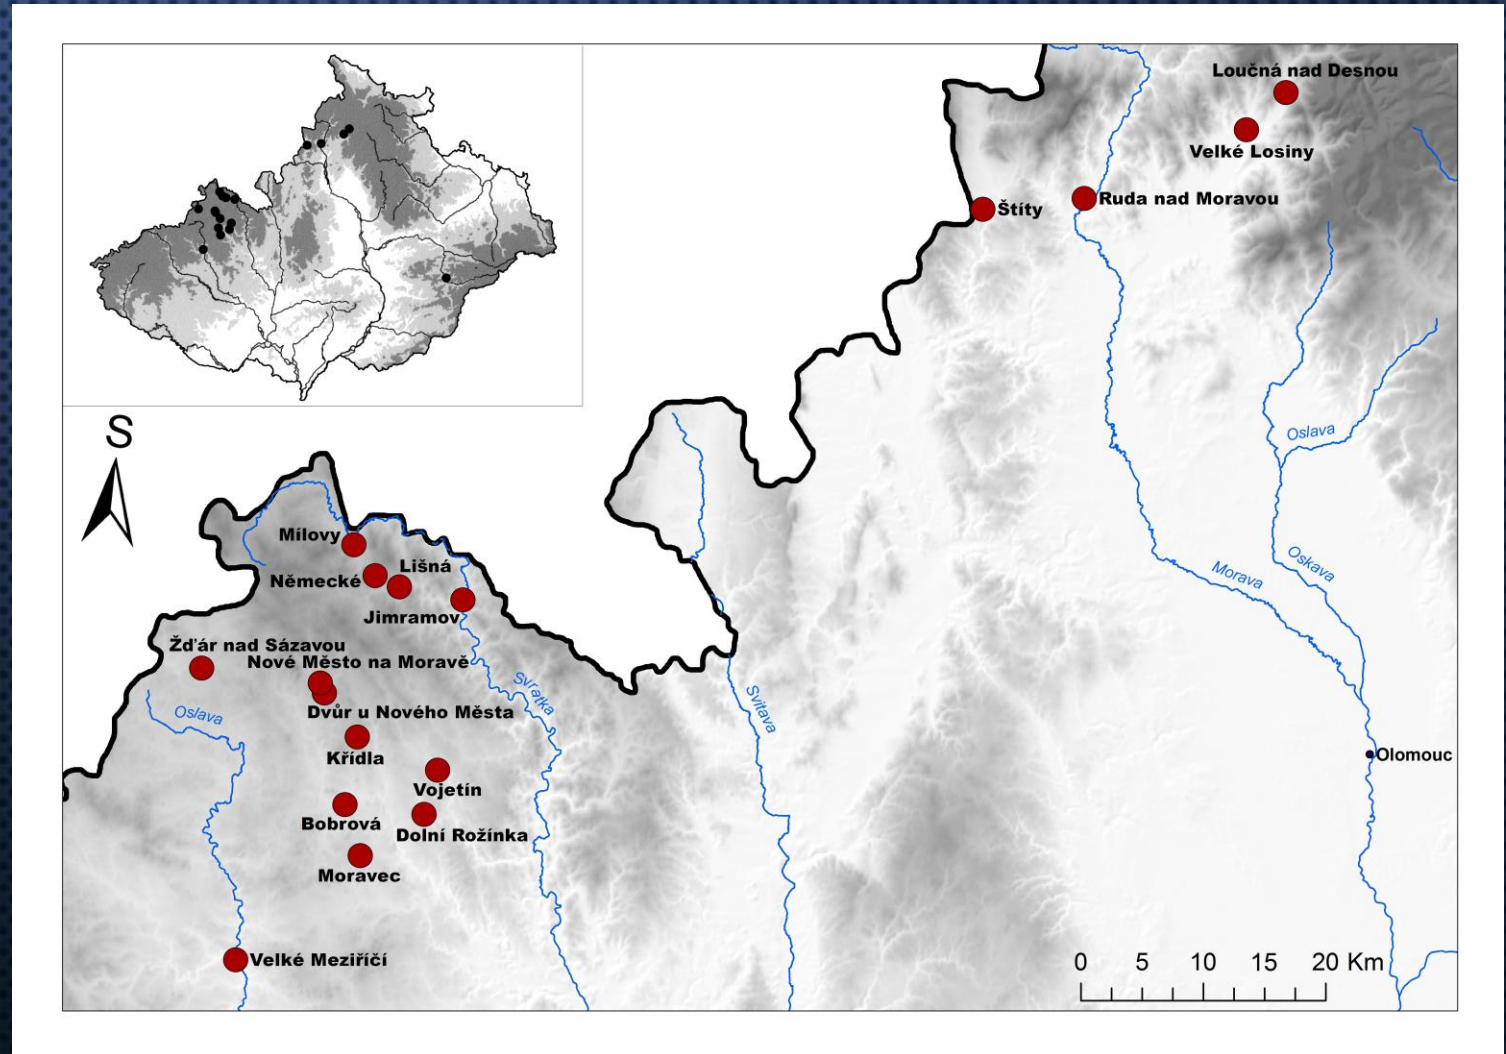 Loučná nad Desnou
Velké Losiny
Ruda nad Moravou
Štíty
S
Oslava
Mílovy
Lišná
Německé
Oskava
Morava
Jimramov
Žďár nad Sázavou
Nové Město na Moravě
Svratka
Svitava
Oslava
Dvůr u Nového Města
Křídla
Olomouc
Vojetín
Bobrová
Dolní Rožínka
Moravec
Velké Meziříčí
0 5 10 15 20 Km